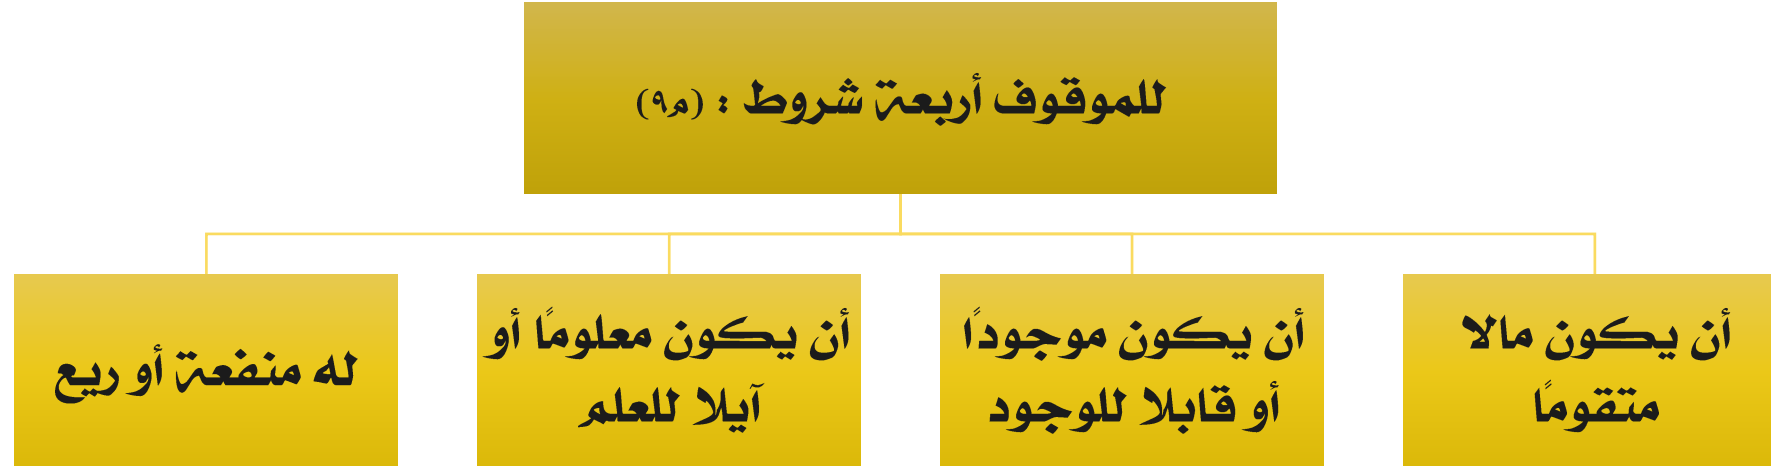 للموقوف أربعة شروط : (م٩)
أن يكون مالا
متقومًا
أن يكون موجودًا
أو قابلا للوجود
أن يكون معلومًا أو
آيلا للعلم
له منفعة أو ريع